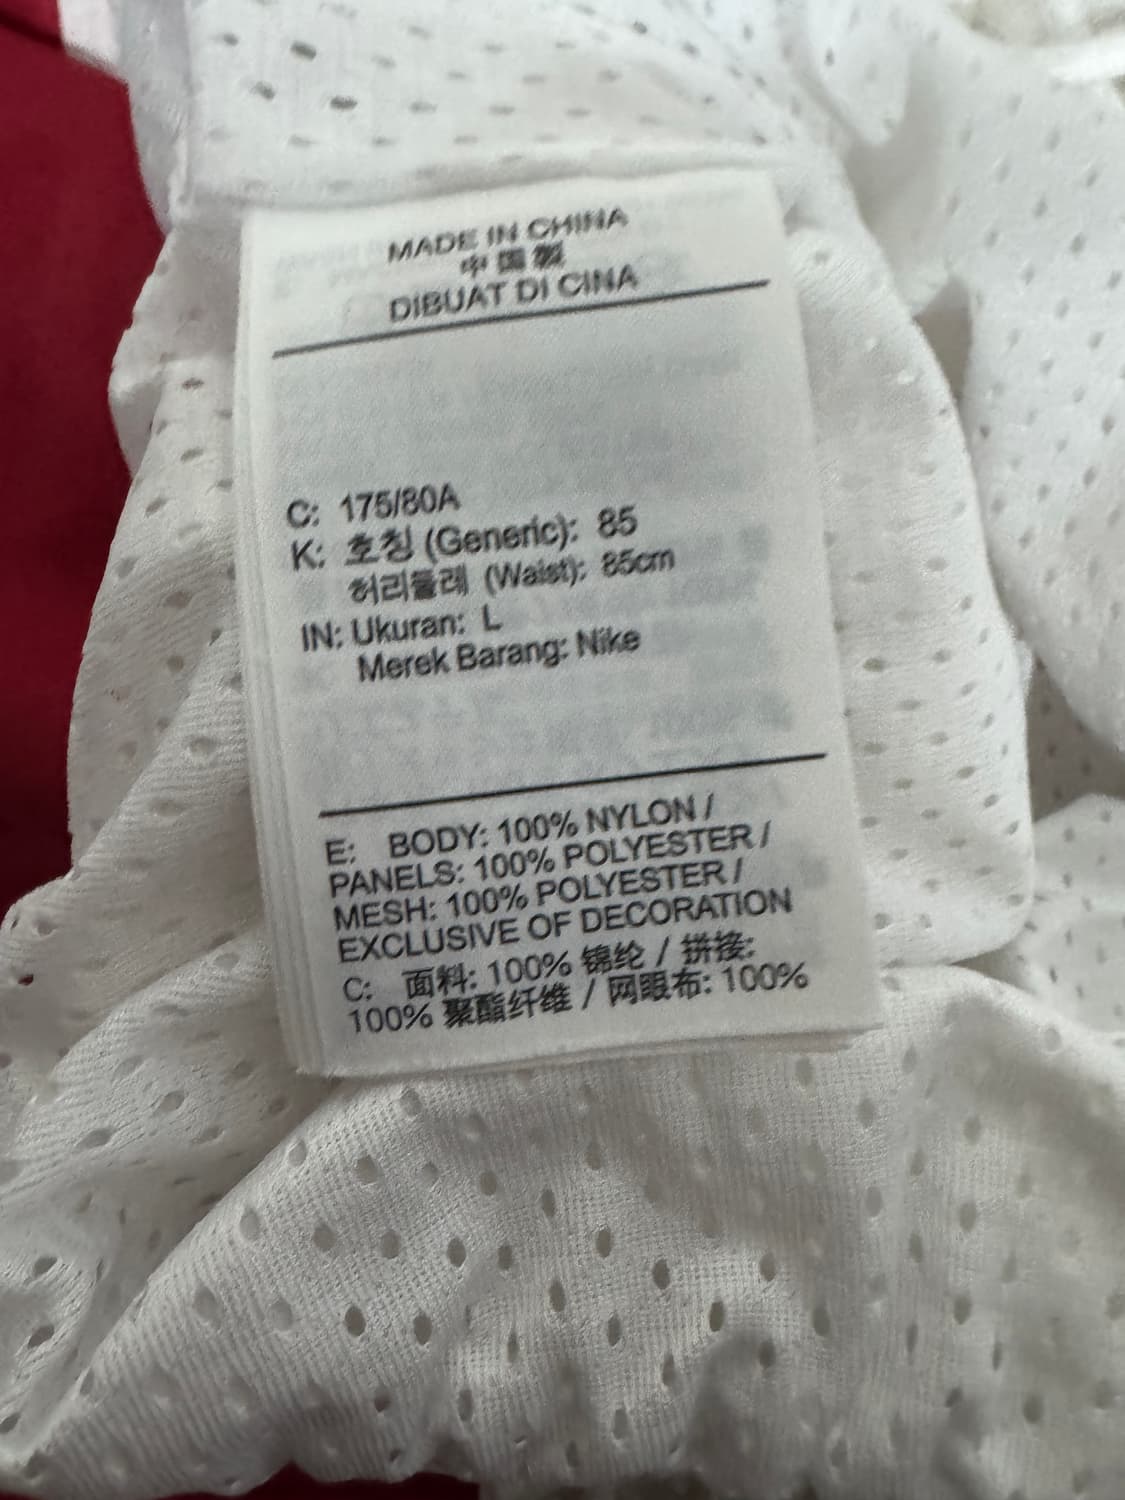 MADE IN CHINA
中国製
DIBUAT DI CINA
C: 175/80A
K: 호칭 (Generic): 85
허리둘레 (Waist): 85cm
IN: Ukuran: L
Merek Barang: Nike
E: BODY: 100% NYLON /
PANELS: 100% POLYESTER /
MESH: 100% POLYESTER /
EXCLUSIVE OF DECORATION
C: 面料: 100% 锦纶 / 拼接:
100% 聚酯纤维 / 网眼布: 100%